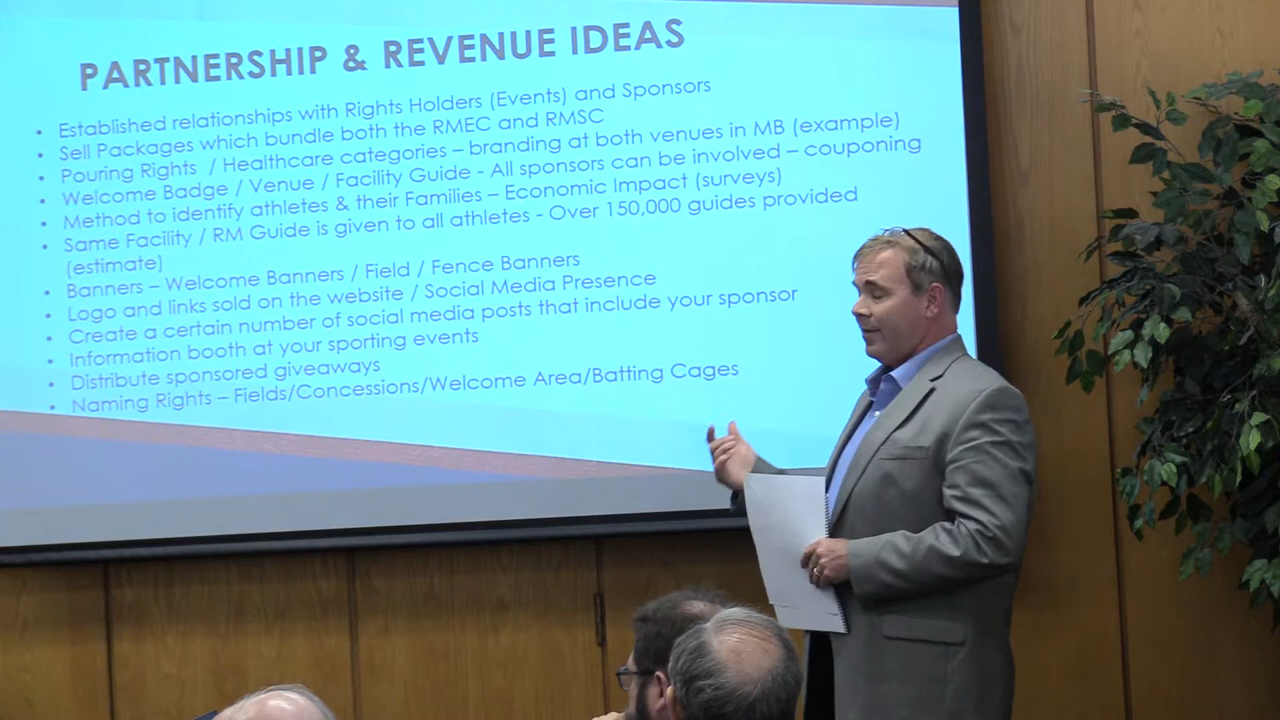 PARTNERSHIP & REVENUE IDEAS
• Established relationships with Rights Holders (Events) and Sponsors
• Sell Packages which bundle both the RMEC and RMSC
• Pouring Rights / Healthcare categories – branding at both venues in MB (example)
• Welcome Badge / Venue / Facility Guide - All sponsors can be involved – couponing
• Method to identify athletes & their Families – Economic Impact (surveys)
• Same Facility / RM Guide is given to all athletes - Over 150,000 guides provided
(estimate)
• Banners – Welcome Banners / Field / Fence Banners
• Logo and links sold on the website / Social Media Presence
• Create a certain number of social media posts that include your sponsor
• Information booth at your sporting events
• Distribute sponsored giveaways
• Naming Rights – Fields/Concessions/Welcome Area/Batting Cages